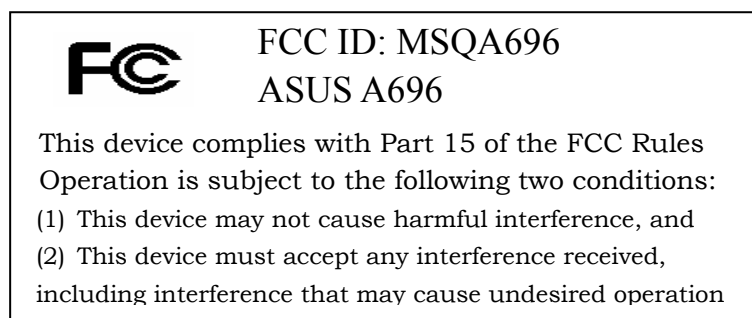 FC FCC ID: MSQA696
ASUS A696
This device complies with Part 15 of the FCC Rules
Operation is subject to the following two conditions:
(1) This device may not cause harmful interference, and
(2) This device must accept any interference received,
including interference that may cause undesired operation